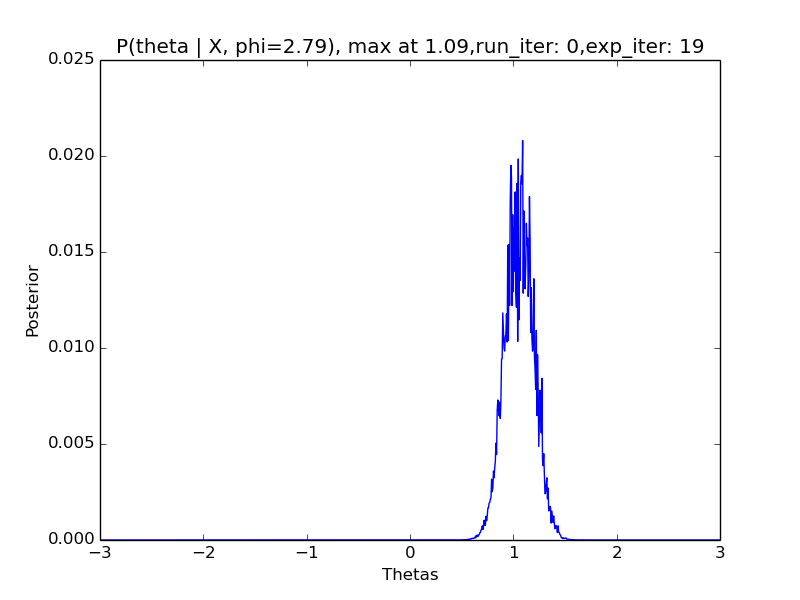 P(theta | X, phi=2.79), max at 1.09,run_iter: 0,exp_iter: 19
0.025
0.020
0.015
0.010
0.005
0.000
Posterior
−3 −2 −1 0 1 2 3
Thetas